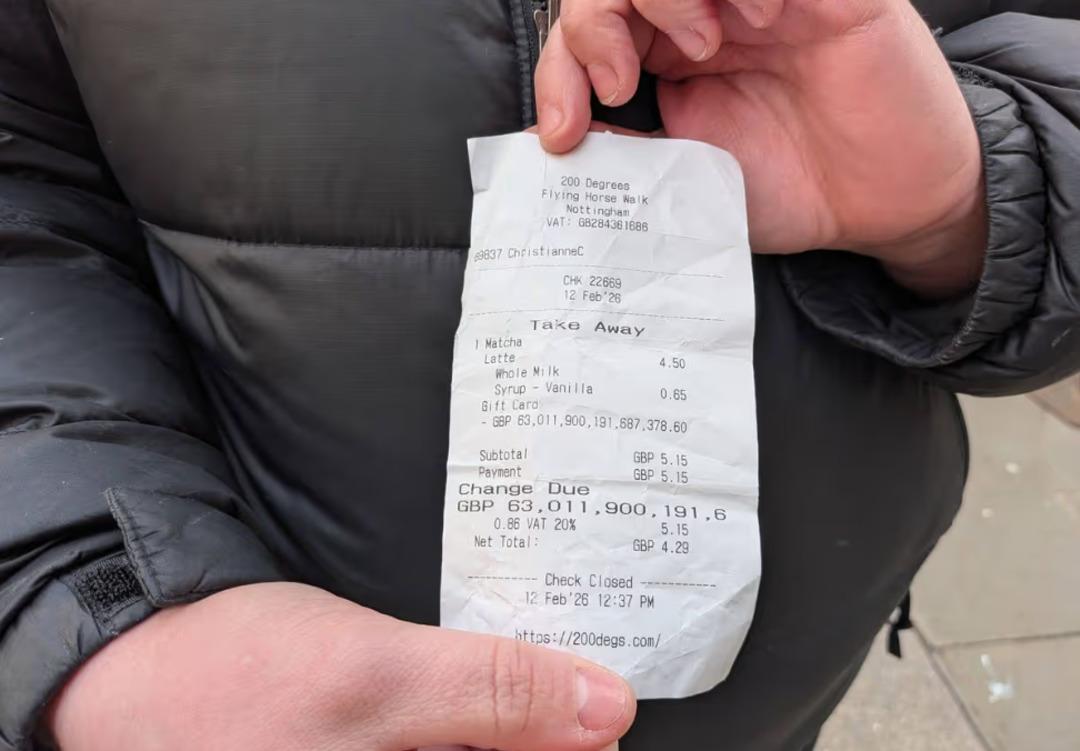 200 Degrees
Flying Horse Walk
Nottingham
VAT: GB284361686
69837 ChristianneC
CHK 22669
12 Feb'26
Take Away
1 Matcha
Latte 4.50
Whole Milk
Syrup - Vanilla 0.65
Gift Card:
- GBP 63,011,900,191,687,378.60
Subtotal GBP 5.15
Payment GBP 5.15
Change Due
GBP 63,011,900,191,6
0.86 VAT 20% 5.15
Net Total: GBP 4.29
---------- Check Closed ----------
12 Feb'26 12:37 PM
https://200degs.com/